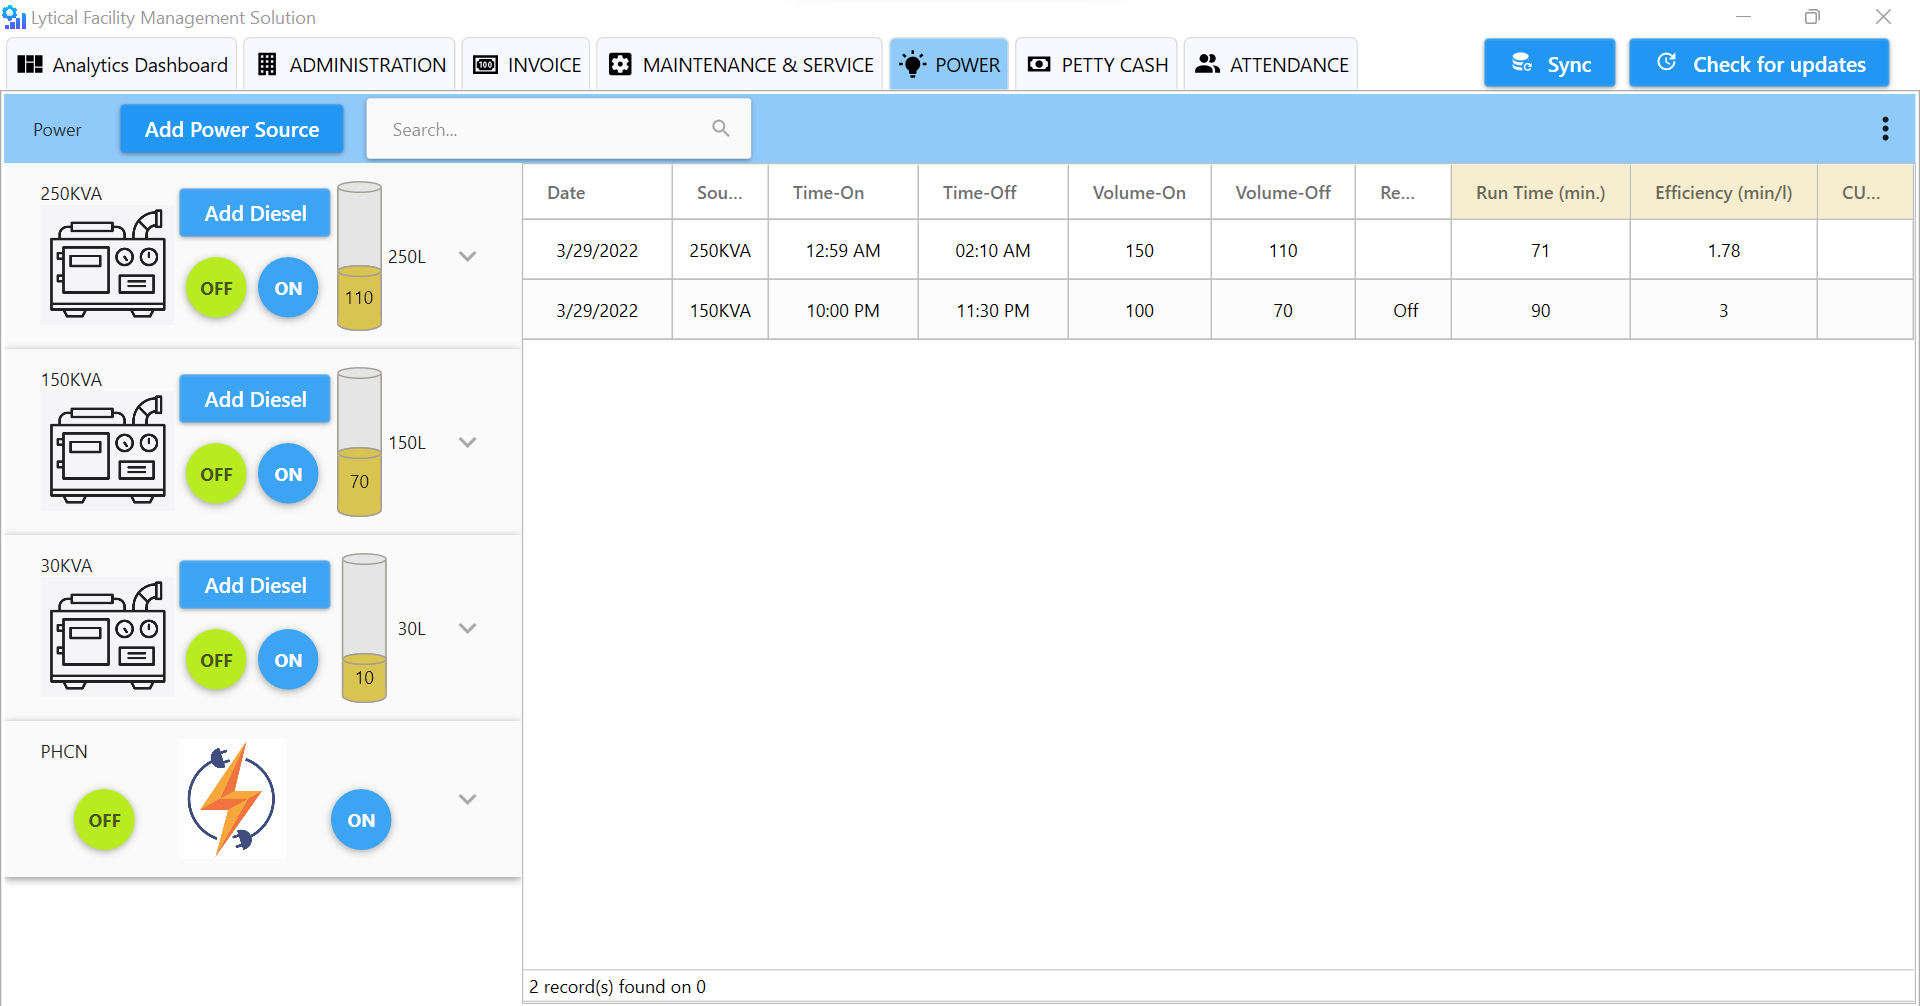 Lytical Facility Management Solution
Analytics Dashboard
ADMINISTRATION
100
INVOICE
MAINTENANCE & SERVICE
POWER
PETTY CASH
ATTENDANCE
Sync
Check for updates
Power
Add Power Source
Search...
250KVA
Add Diesel
OFF
ON
110
250L
150KVA
Add Diesel
OFF
ON
70
150L
30KVA
Add Diesel
OFF
ON
10
30L
PHCN
OFF
ON
Date Sou... Time-On Time-Off Volume-On Volume-Off Re... Run Time (min.) Efficiency (min/l) CU...
3/29/2022 250KVA 12:59 AM 02:10 AM 150 110 71 1.78
3/29/2022 150KVA 10:00 PM 11:30 PM 100 70 Off 90 3
2 record(s) found on 0